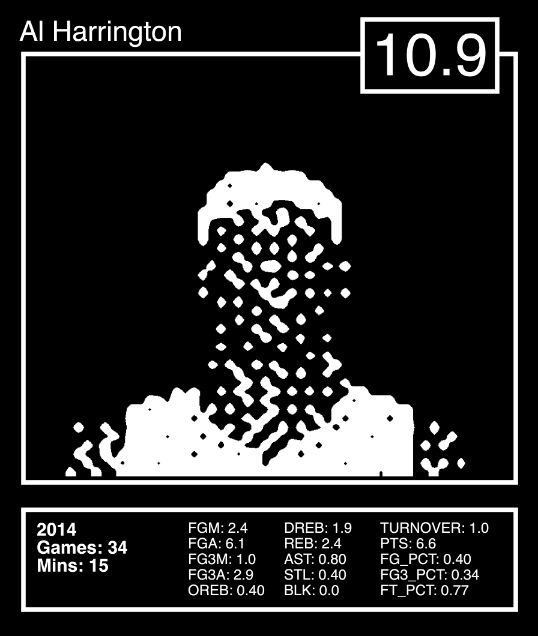 Al Harrington
10.9
2014
Games: 34
Mins: 15
FGM: 2.4
FGA: 6.1
FG3M: 1.0
FG3A: 2.9
OREB: 0.40
DREB: 1.9
REB: 2.4
AST: 0.80
STL: 0.40
BLK: 0.0
TURNOVER: 1.0
PTS: 6.6
FG_PCT: 0.40
FG3_PCT: 0.34
FT_PCT: 0.77